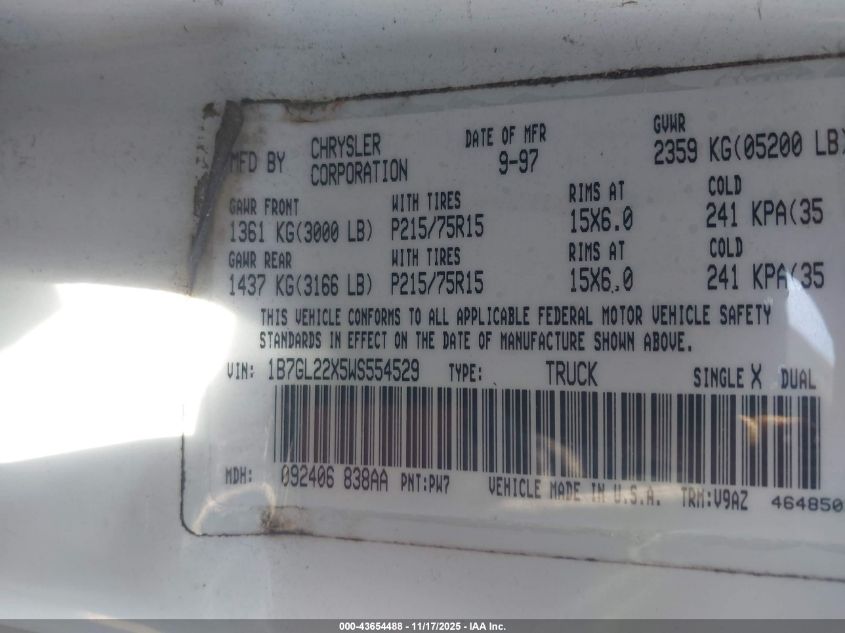 MFD BY CHRYSLER CORPORATION DATE OF MFR 9-97 GVWR 2359 KG(05200 LB)
GAWR FRONT WITH TIRES RIMS AT COLD
1361 KG(3000 LB) P215/75R15 15X6.0 241 KPA(35
GAWR REAR WITH TIRES RIMS AT COLD
1437 KG(3166 LB) P215/75R15 15X6.0 241 KPA(35
THIS VEHICLE CONFORMS TO ALL APPLICABLE FEDERAL MOTOR VEHICLE SAFETY
STANDARDS IN EFFECT ON THE DATE OF MANUFACTURE SHOWN ABOVE.
VIN: 1B7GL22X5WS554529 TYPE: TRUCK SINGLE X DUAL
MDH: 092406 838AA PNT:PW7 VEHICLE MADE IN U.S.A. TRM:V9AZ 464850
000-43654488 - 11/17/2025 - IAA Inc.